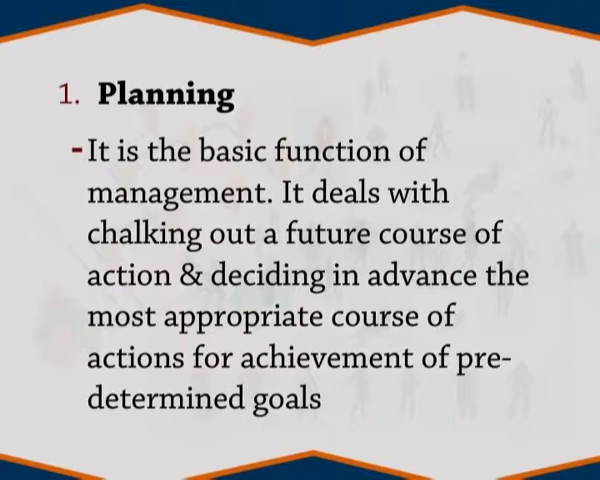 1. Planning
-It is the basic function of
management. It deals with
chalking out a future course of
action & deciding in advance the
most appropriate course of
actions for achievement of pre-
determined goals